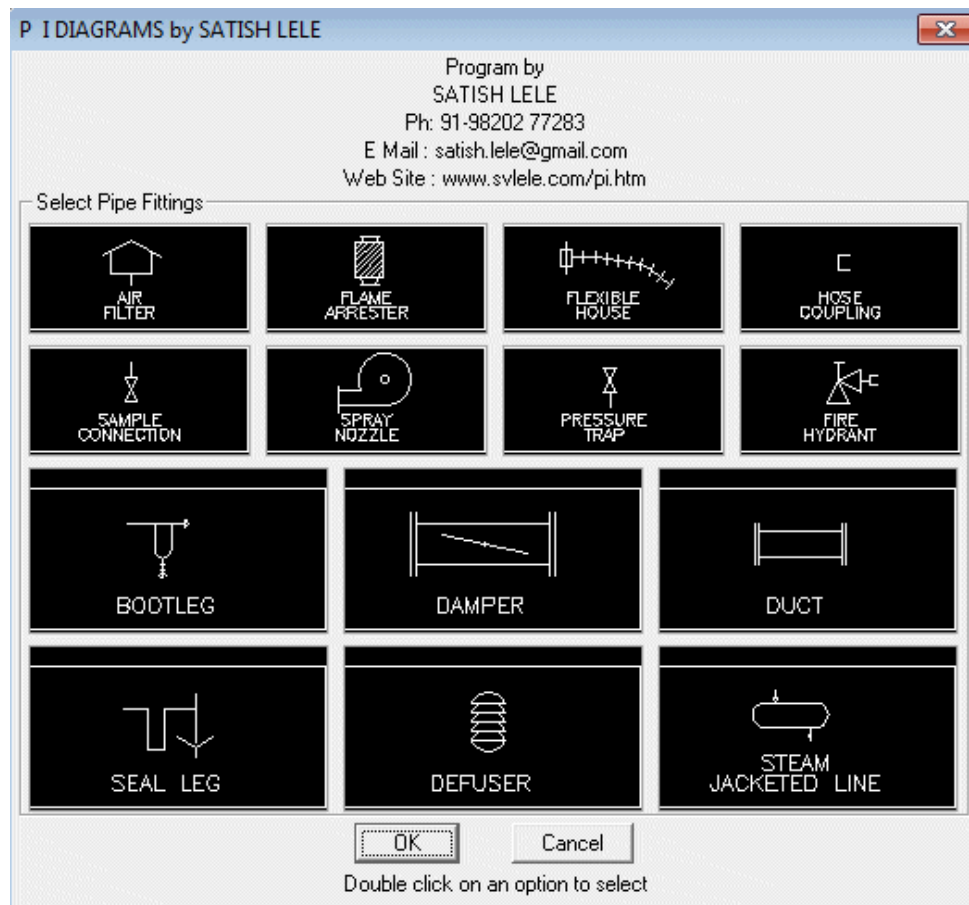 P I DIAGRAMS by SATISH LELE
Program by
SATISH LELE
Ph: 91-98202 77283
E Mail : satish.lele@gmail.com
Web Site : www.svlele.com/pi.htm
Select Pipe Fittings
AIR
FILTER
FLAME
ARRESTER
FLEXIBLE
HOUSE
HOSE
COUPLING
SAMPLE
CONNECTION
SPRAY
NOZZLE
PRESSURE
TRAP
FIRE
HYDRANT
BOOTLEG
DAMPER
DUCT
SEAL LEG
DEFUSER
STEAM
JACKETED LINE
OK
Cancel
Double click on an option to select